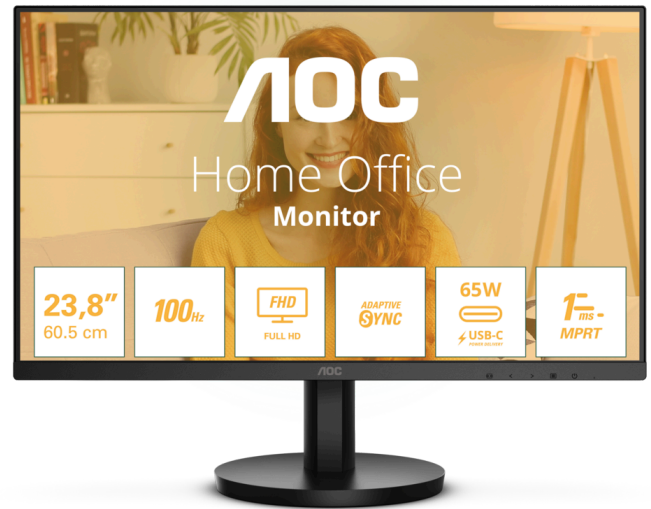 AOC
Home Office
Monitor
23,8”
60.5 cm
100Hz
FHD
FULL HD
ADAPTIVE
SYNC
65W
USB-C
POWER DELIVERY
1ms
MPRT
AOC